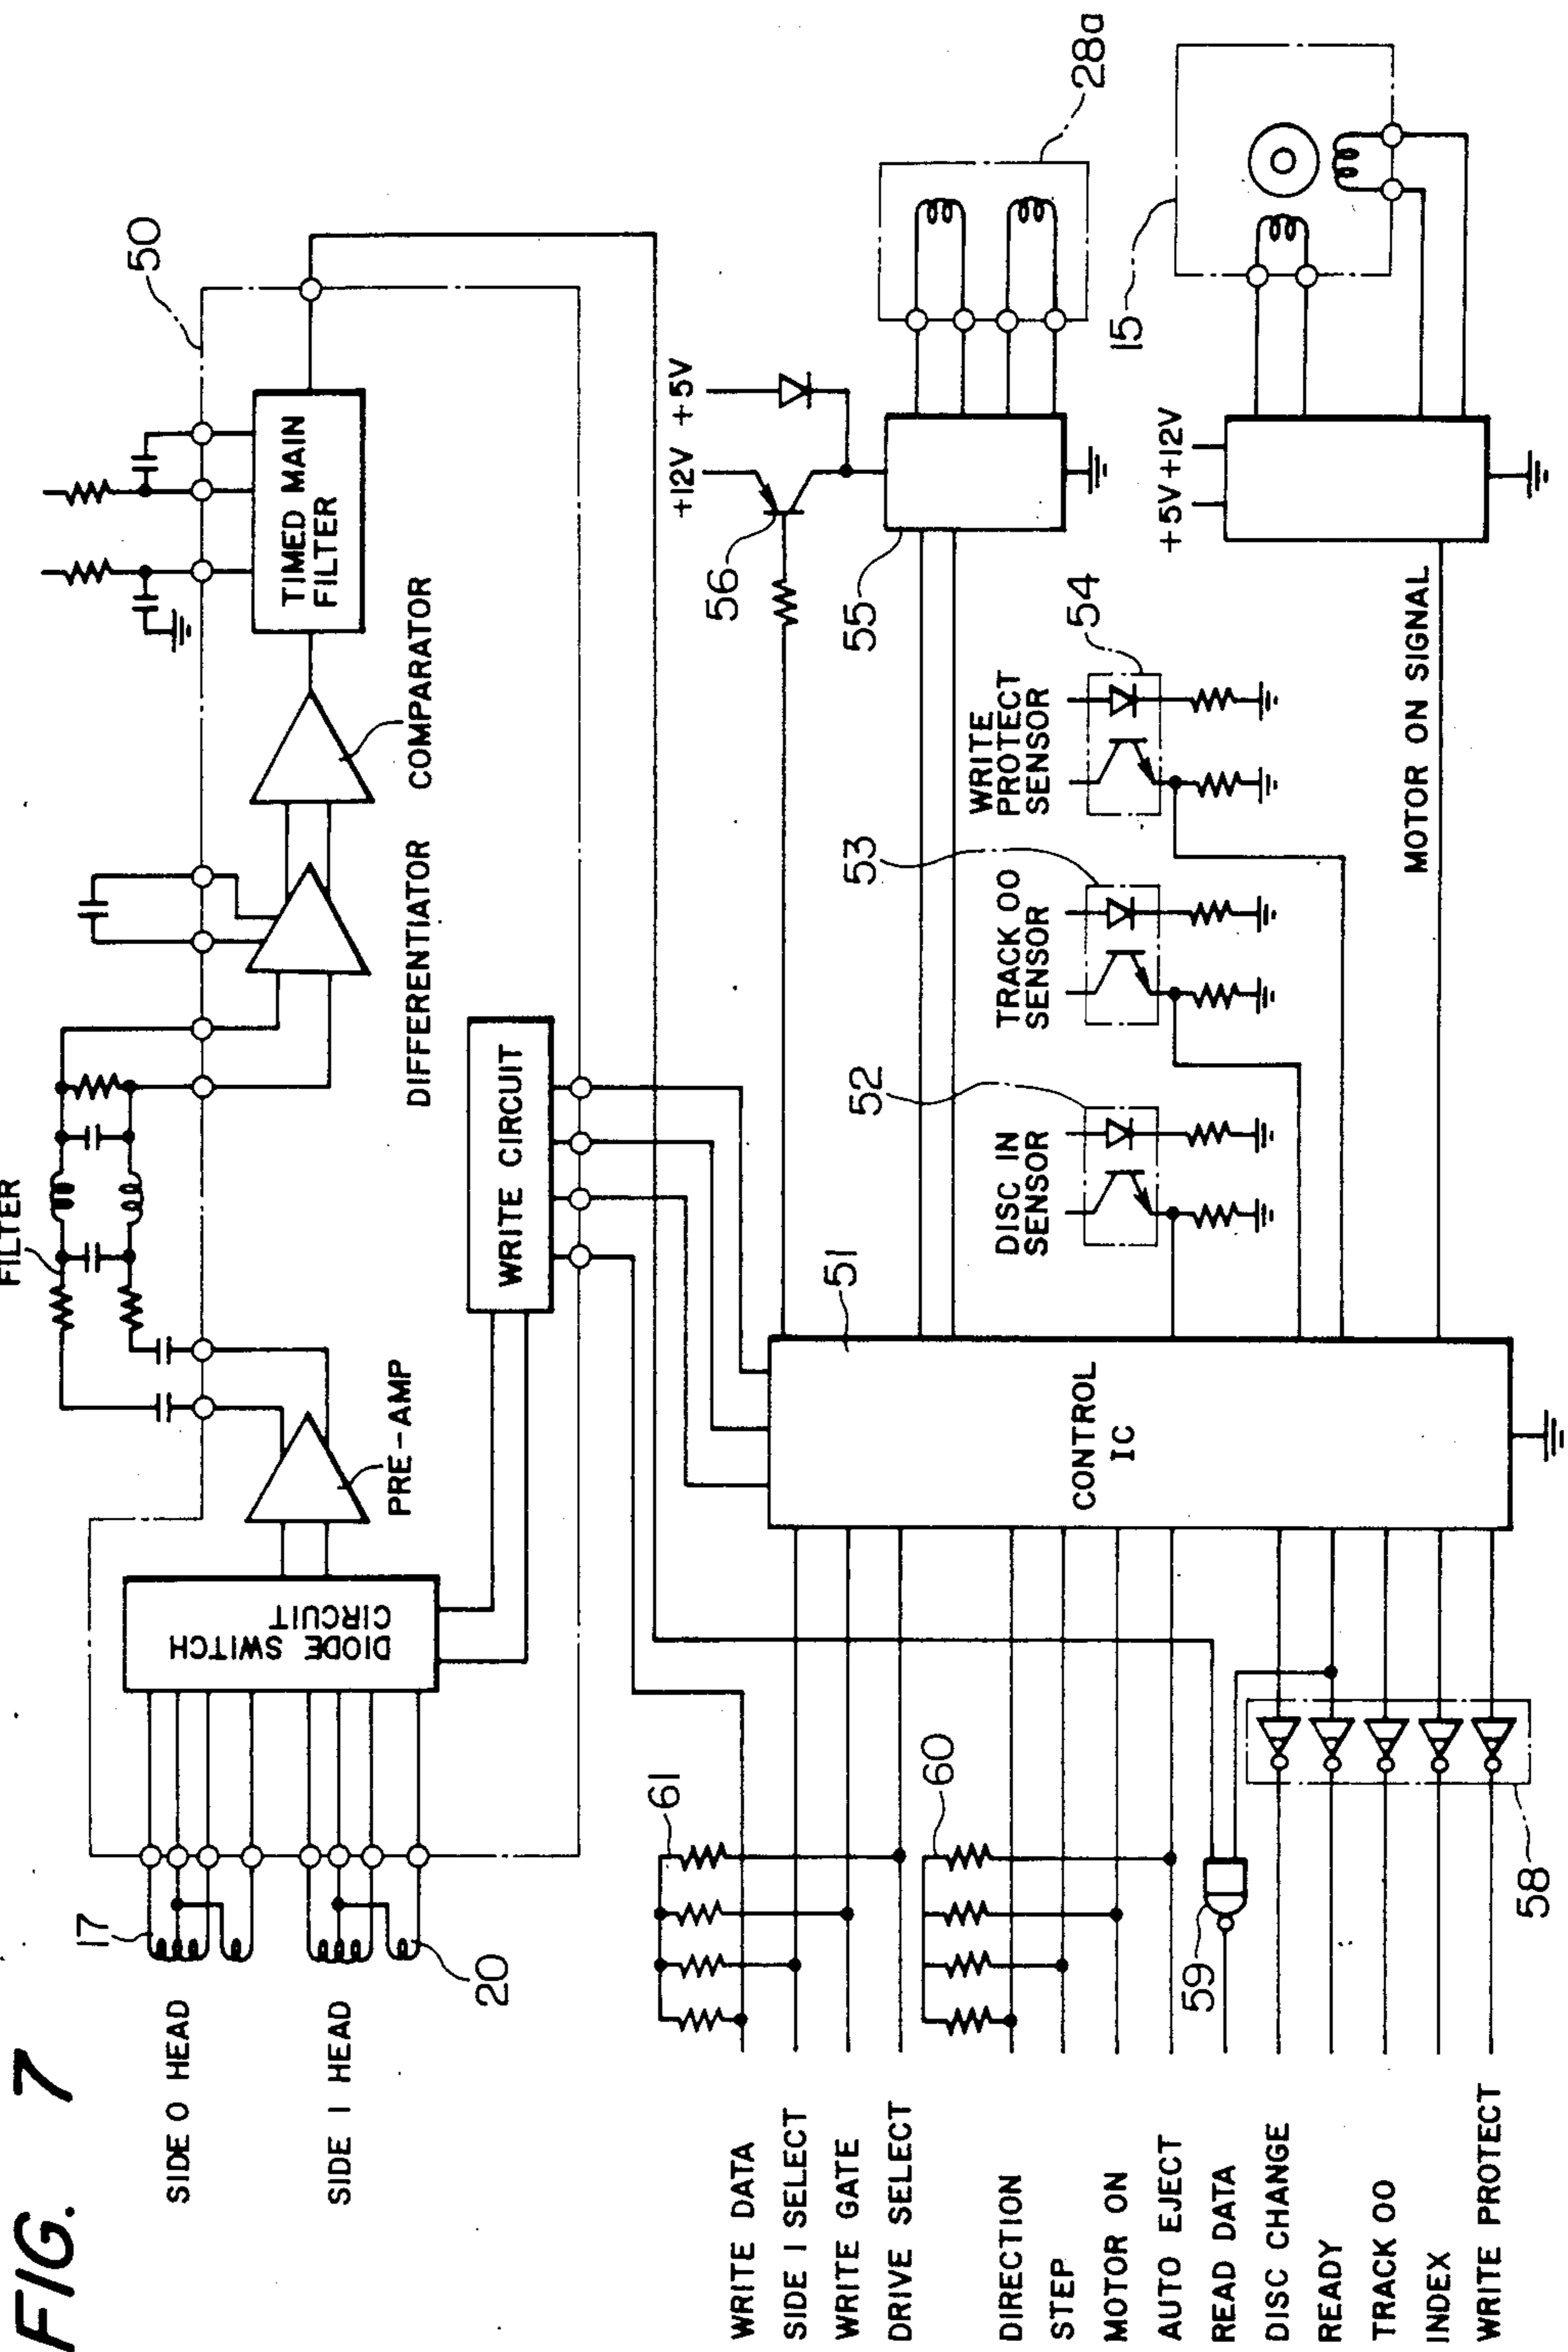 FIG. 7
SIDE 0 HEAD
SIDE 1 HEAD
17
20
DIODE SWITCH
CIRCUIT
PRE-AMP
FILTER
DIFFERENTIATOR
COMPARATOR
TIMED MAIN
FILTER
50
WRITE CIRCUIT
WRITE DATA
SIDE 1 SELECT
WRITE GATE
DRIVE SELECT
DIRECTION
STEP
MOTOR ON
AUTO EJECT
READ DATA
DISC CHANGE
READY
TRACK 00
INDEX
WRITE PROTECT
61
60
59
58
CONTROL
IC
51
DISC IN
SENSOR
52
TRACK 00
SENSOR
53
WRITE
PROTECT
SENSOR
54
55
56
+12V
+5V
28a
+5V
+12V
15
MOTOR ON SIGNAL